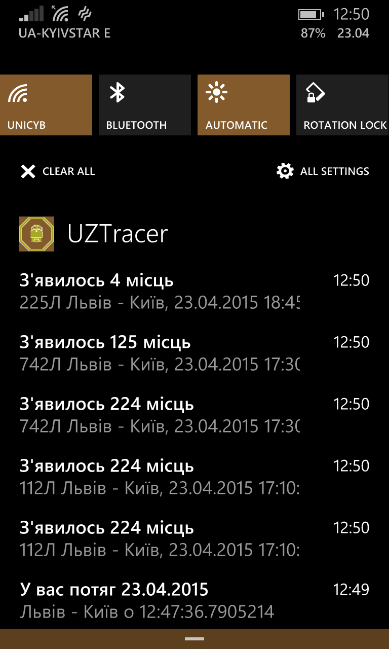 12:50
UA-KYIVSTAR E
87% 23.04
UNICYB
BLUETOOTH
AUTOMATIC
ROTATION LOCK
CLEAR ALL
ALL SETTINGS
UZTracer
З'явилось 4 місць 12:50
225Л Львів - Київ, 23.04.2015 18:45
З'явилось 125 місць 12:50
742Л Львів - Київ, 23.04.2015 17:30
З'явилось 224 місць 12:50
742Л Львів - Київ, 23.04.2015 17:30
З'явилось 224 місць 12:50
112Л Львів - Київ, 23.04.2015 17:10:
З'явилось 224 місць 12:50
112Л Львів - Київ, 23.04.2015 17:10:
У вас потяг 23.04.2015 12:49
Львів - Київ о 12:47:36.7905214